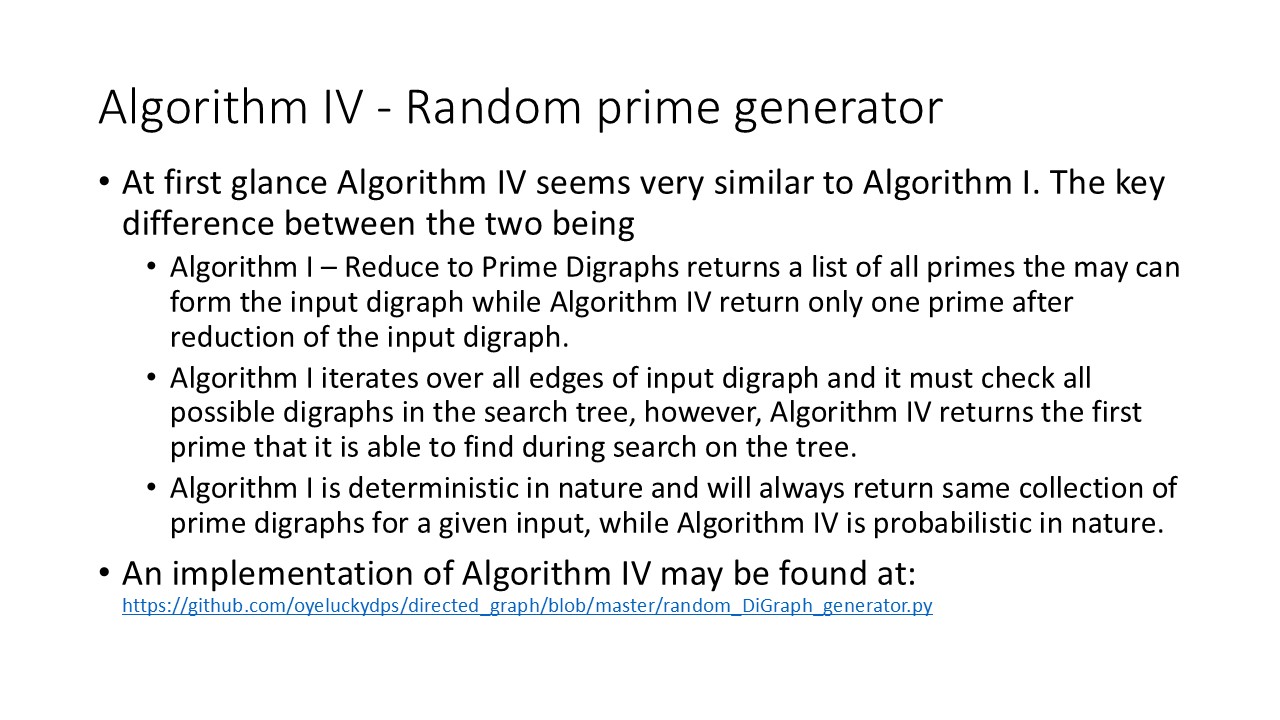 Algorithm IV - Random prime generator
• At first glance Algorithm IV seems very similar to Algorithm I. The key
difference between the two being
• Algorithm I – Reduce to Prime Digraphs returns a list of all primes the may can
form the input digraph while Algorithm IV return only one prime after
reduction of the input digraph.
• Algorithm I iterates over all edges of input digraph and it must check all
possible digraphs in the search tree, however, Algorithm IV returns the first
prime that it is able to find during search on the tree.
• Algorithm I is deterministic in nature and will always return same collection of
prime digraphs for a given input, while Algorithm IV is probabilistic in nature.
• An implementation of Algorithm IV may be found at:
https://github.com/oyeluckydps/directed_graph/blob/master/random_DiGraph_generator.py